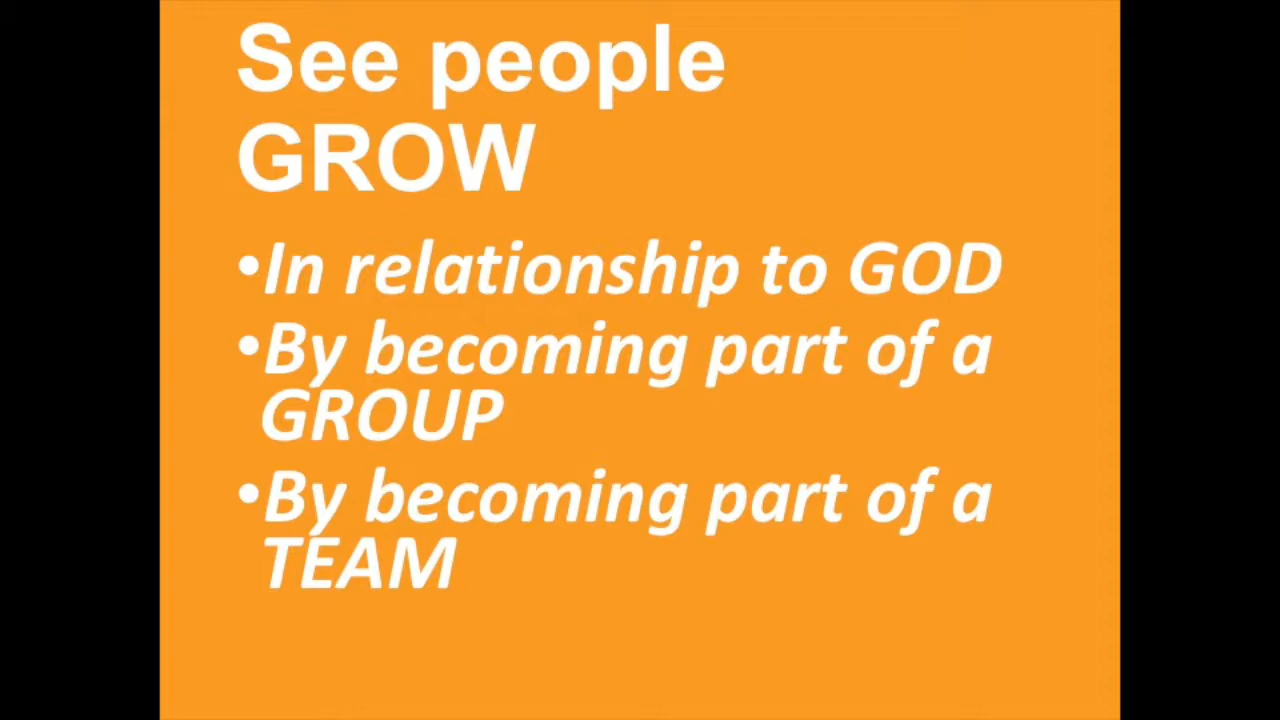 See people
GROW
•In relationship to GOD
•By becoming part of a
GROUP
•By becoming part of a
TEAM